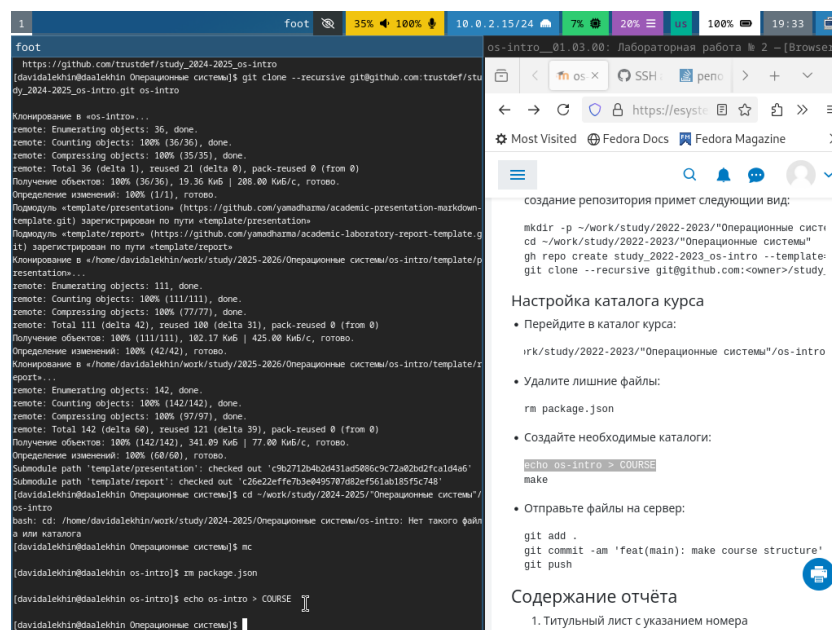 1
foot
35%
100%
10.0.2.15/24
7%
20%
us
100%
19:33
foot
https://github.com/trustdef/study_2024-2025_os-intro
[davidalekhin@daalekhin Операционные системы]$ git clone --recursive git@github.com:trustdef/stu
dy_2024-2025_os-intro.git os-intro
Клонирование в «os-intro»...
remote: Enumerating objects: 36, done.
remote: Counting objects: 100% (36/36), done.
remote: Compressing objects: 100% (35/35), done.
remote: Total 36 (delta 1), reused 21 (delta 0), pack-reused 0 (from 0)
Получение объектов: 100% (36/36), 19.36 КиБ | 208.00 КиБ/с, готово.
Определение изменений: 100% (1/1), готово.
Подмодуль «template/presentation» (https://github.com/yamadharma/academic-presentation-markdown-
template.git) зарегистрирован по пути «template/presentation»
Подмодуль «template/report» (https://github.com/yamadharma/academic-laboratory-report-template.g
it) зарегистрирован по пути «template/report»
Клонирование в «/home/davidalekhin/work/study/2025-2026/Операционные системы/os-intro/template/p
resentation»...
remote: Enumerating objects: 111, done.
remote: Counting objects: 100% (111/111), done.
remote: Compressing objects: 100% (77/77), done.
remote: Total 111 (delta 42), reused 100 (delta 31), pack-reused 0 (from 0)
Получение объектов: 100% (111/111), 102.17 КиБ | 425.00 КиБ/с, готово.
Определение изменений: 100% (42/42), готово.
Клонирование в «/home/davidalekhin/work/study/2025-2026/Операционные системы/os-intro/template/r
eport»...
remote: Enumerating objects: 142, done.
remote: Counting objects: 100% (142/142), done.
remote: Compressing objects: 100% (97/97), done.
remote: Total 142 (delta 60), reused 121 (delta 39), pack-reused 0 (from 0)
Получение объектов: 100% (142/142), 341.09 КиБ | 77.00 КиБ/с, готово.
Определение изменений: 100% (60/60), готово.
Submodule path 'template/presentation': checked out 'c9b2712b4b2d431ad5086c9c72a02bd2fca1d4a6'
Submodule path 'template/report': checked out 'c26e22effe7b3e0495707d82ef561ab185f5c748'
[davidalekhin@daalekhin Операционные системы]$ cd ~/work/study/2024-2025/"Операционные системы"/
os-intro
bash: cd: /home/davidalekhin/work/study/2024-2025/Операционные системы/os-intro: Нет такого файл
а или каталога
[davidalekhin@daalekhin Операционные системы]$ mc
[davidalekhin@daalekhin os-intro]$ rm package.json
[davidalekhin@daalekhin os-intro]$ echo os-intro > COURSE
[davidalekhin@daalekhin Операционные системы]$
os-intro__01.03.00: Лабораторная работа № 2 — [Browser
os-
SSH
репо
https://esyste
Most Visited
Fedora Docs
Fedora Magazine
создание репозитория примет следующий вид:
mkdir -p ~/work/study/2022-2023/"Операционные систе
cd ~/work/study/2022-2023/"Операционные системы"
gh repo create study_2022-2023_os-intro --template=
git clone --recursive git@github.com:<owner>/study_
Настройка каталога курса
• Перейдите в каталог курса:
rk/study/2022-2023/"Операционные системы"/os-intro
• Удалите лишние файлы:
rm package.json
• Создайте необходимые каталоги:
echo os-intro > COURSE
make
• Отправьте файлы на сервер:
git add .
git commit -am 'feat(main): make course structure'
git push
Содержание отчёта
1. Титульный лист с указанием номера